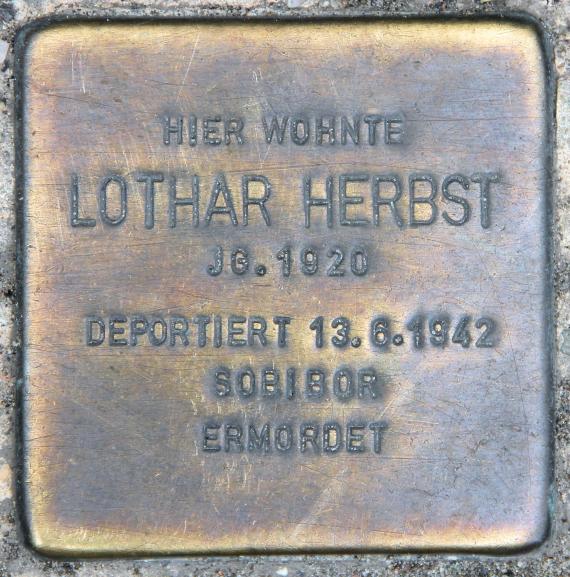 HIER WOHNTE
LOTHAR HERBST
JG. 1920
DEPORTIERT 13.6.1942
SOBIBOR
ERMORDET